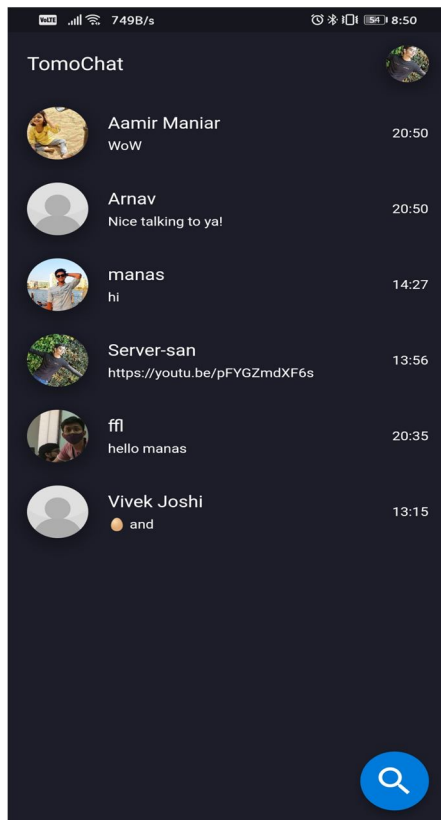 VoLTE 749B/s 54 8:50
TomoChat
Aamir Maniar
WoW
20:50
Arnav
Nice talking to ya!
20:50
manas
hi
14:27
Server-san
https://youtu.be/pFYGZmdXF6s
13:56
ffl
hello manas
20:35
Vivek Joshi
🥚 and
13:15